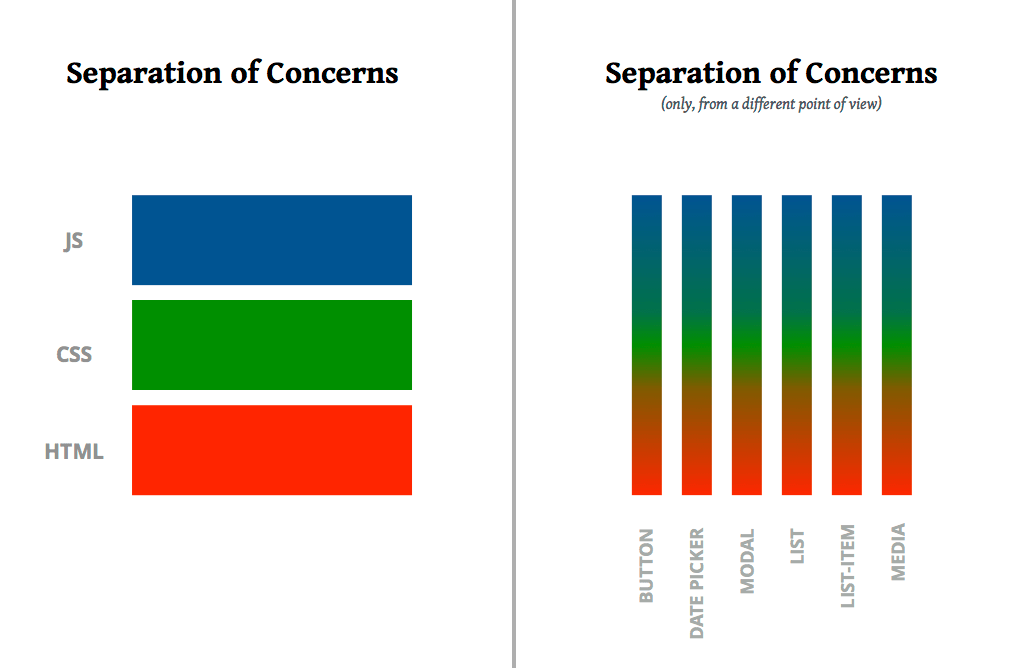 Separation of Concerns
JS
CSS
HTML
Separation of Concerns
(only, from a different point of view)
BUTTON
DATE PICKER
MODAL
LIST
LIST-ITEM
MEDIA